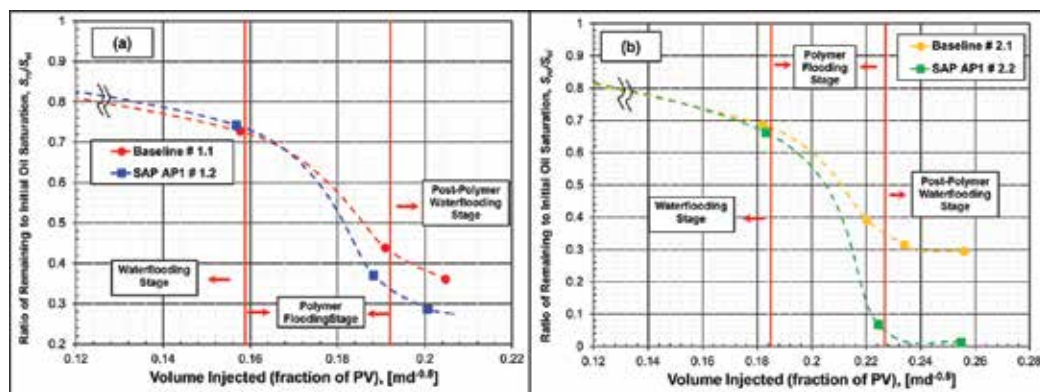 (a)
Ratio of Remaining to Initial Oil Saturation, Sro/Soi
1
0.9
0.8
0.7
0.6
0.5
0.4
0.3
0.2
Baseline # 1.1
SAP AP1 # 1.2
Post-Polymer
Waterflooding
Stage
Waterflooding
Stage
Polymer
FloodingStage
0.12
0.14
0.16
0.18
0.2
0.22
Volume Injected (fraction of PV), [md-0.8]
(b)
Ratio of Remaining to Initial Oil Saturation,
1
0.9
0.8
0.7
0.6
0.5
0.4
0.3
0.2
0.1
0
Polymer
Flooding
Stage
Baseline # 2.1
SAP AP1 # 2.2
Waterflooding
Stage
Post-Polymer
Waterflooding
Stage
0.12
0.14
0.16
0.18
0.2
0.22
0.24
0.26
0.28
Volume Injected (fraction of PV), [md-0.8]